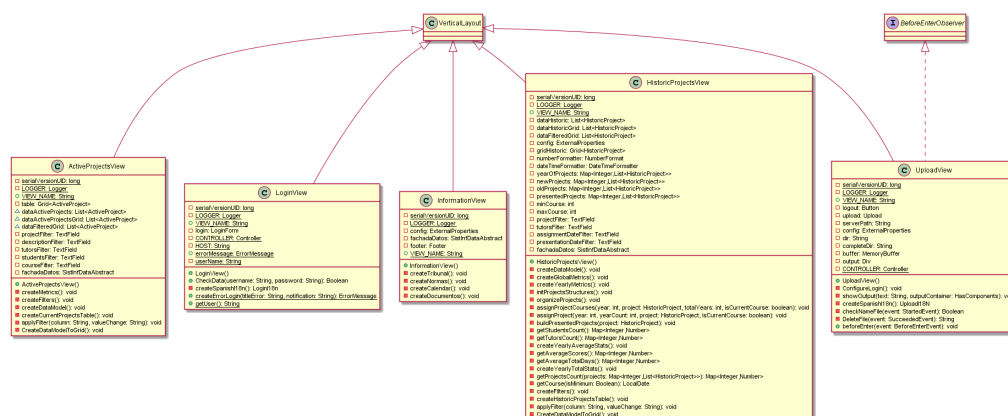 C VerticalLayout
I BeforeEnterObserver
C ActiveProjectsView
serialVersionUID: long
LOGGER: Logger
VIEW_NAME: String
table: Grid<ActiveProject>
dataActiveProjects: List<ActiveProject>
dataActiveProjectsGrid: List<ActiveProject>
dataFilteredGrid: List<ActiveProject>
projectFilter: TextField
descriptionFilter: TextField
tutorsFilter: TextField
studentsFilter: TextField
courseFilter: TextField
fachadaDatos: SistInfDataAbstract
ActiveProjectsView()
createMetrics(): void
createFilters(): void
createDataModel(): void
createCurrentProjectsTable(): void
applyFilter(column: String, valueChange: String): void
CreateDataModelToGrid(): void
C LoginView
serialVersionUID: long
LOGGER: Logger
VIEW_NAME: String
login: LoginForm
CONTROLLER: Controller
HOST: String
errorMessage: ErrorMessage
userName: String
LoginView()
CheckData(username: String, password: String): Boolean
createSpanishI18n(): LoginI18n
createErrorLogin(titleError: String, notification: String): ErrorMessage
getUser(): String
C InformationView
serialVersionUID: long
LOGGER: Logger
config: ExternalProperties
fachadaDatos: SistInfDataAbstract
footer: Footer
VIEW_NAME: String
InformationView()
createTribunal(): void
createNormas(): void
createCalendar(): void
createDocumentos(): void
C HistoricProjectsView
serialVersionUID: long
LOGGER: Logger
VIEW_NAME: String
dataHistoric: List<HistoricProject>
dataHistoricGrid: List<HistoricProject>
dataFilteredGrid: List<HistoricProject>
config: ExternalProperties
gridHistoric: Grid<HistoricProject>
numberFormatter: NumberFormat
dateTimeFormatter: DateTimeFormatter
yearOfProjects: Map<Integer,List<HistoricProject>>
newProjects: Map<Integer,List<HistoricProject>>
oldProjects: Map<Integer,List<HistoricProject>>
presentedProjects: Map<Integer,List<HistoricProject>>
minCourse: int
maxCourse: int
projectFilter: TextField
tutorsFilter: TextField
assignmentDateFilter: TextField
presentationDateFilter: TextField
fachadaDatos: SistInfDataAbstract
HistoricProjectsView()
createDataModel(): void
createGlobalMetrics(): void
createYearlyMetrics(): void
initProjectsStructures(): void
organizeProjects(): void
assignProjectCourses(year: int, project: HistoricProject, totalYears: int, isCurrentCourse: boolean): void
assignProject(year: int, yearCount: int, project: HistoricProject, isCurrentCourse: boolean): void
buildPresentedProjects(project: HistoricProject): void
getStudentsCount(): Map<Integer,Number>
getTutorsCount(): Map<Integer,Number>
createYearlyAverageStats(): void
getAverageScores(): Map<Integer,Number>
getAverageTotalDays(): Map<Integer,Number>
createYearlyTotalStats(): void
getProjectsCount(projects: Map<Integer,List<HistoricProject>>): Map<Integer,Number>
getCourse(isMinimum: Boolean): LocalDate
createFilters(): void
createHistoricProjectsTable(): void
applyFilter(column: String, valueChange: String): void
CreateDataModelToGrid(): void
C UploadView
serialVersionUID: long
LOGGER: Logger
VIEW_NAME: String
logout: Button
upload: Upload
serverPath: String
config: ExternalProperties
dir: String
completeDir: String
buffer: MemoryBuffer
output: Div
CONTROLLER: Controller
UploadView()
ConfigureLogin(): void
showOutput(text: String, outputContainer: HasComponents): vo
createSpanishI18n(): UploadI18N
checkNameFile(event: StartedEvent): Boolean
DeleteFile(event: SucceededEvent): String
beforeEnter(event: BeforeEnterEvent): void